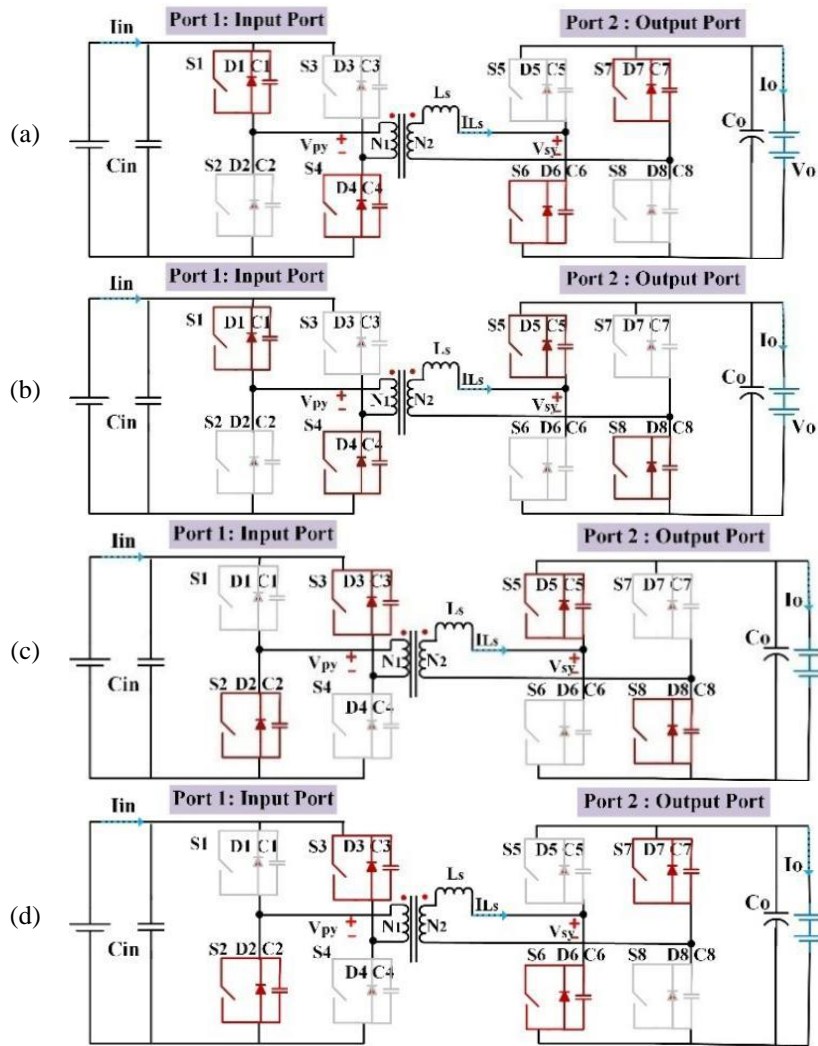 Port 1: Input Port
Port 2 : Output Port
Iin
S1 D1 C1 S3 D3 C3 S5 D5 C5 S7 D7 C7
Ls
Io
(a)
Co
ILs
Vpy + - N1 N2 Vsy + -
Cin
S2 D2 C2 S4 S6 D6 C6 S8 D8 C8
Vo
D4 C4
Port 1: Input Port
Port 2 : Output Port
Iin
S1 D1 C1 S3 D3 C3 S5 D5 C5 S7 D7 C7
Ls
Io
(b)
Co
ILs
Vpy + - N1 N2 Vsy +
Cin
S2 D2 C2 S4 S6 D6 C6 S8 D8 C8
Vo
D4 C4
Port 1: Input Port
Port 2 : Output Port
Iin
S1 D1 C1 S3 D3 C3 S5 D5 C5 S7 D7 C7
Ls
Io
(c)
Co
ILs
Vpy + - N1 N2 Vsy + -
Cin
S2 D2 C2 S4 S6 D6 C6 S8 D8 C8
D4 C4
Port 1: Input Port
Port 2 : Output Port
Iin
S1 D1 C1 S3 D3 C3 S5 D5 C5 S7 D7 C7
Ls
Io
(d)
Co
ILs
Vpy + - N1 N2 Vsy + -
Cin
S2 D2 C2 S4 S6 D6 C6 S8 D8 C8
D4 C4